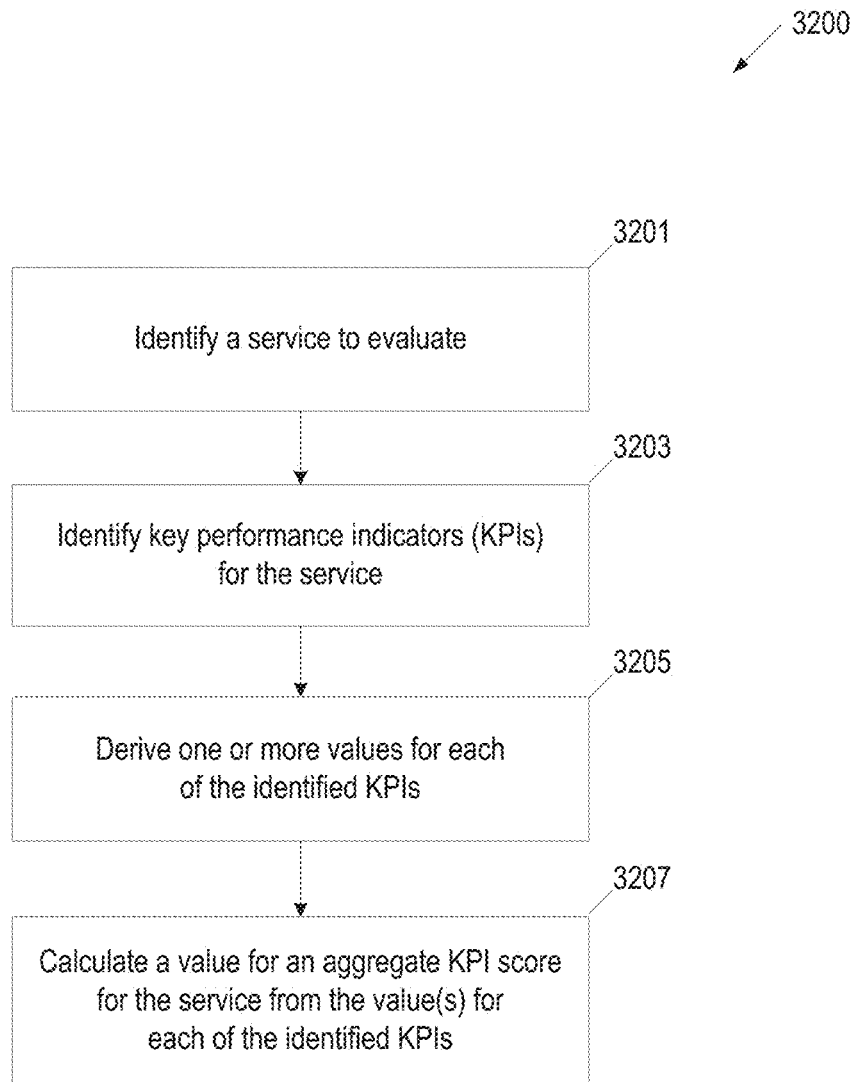 3200
3201
Identify a service to evaluate
3203
Identify key performance indicators (KPIs)
for the service
3205
Derive one or more values for each
of the identified KPIs
3207
Calculate a value for an aggregate KPI score
for the service from the value(s) for
each of the identified KPIs